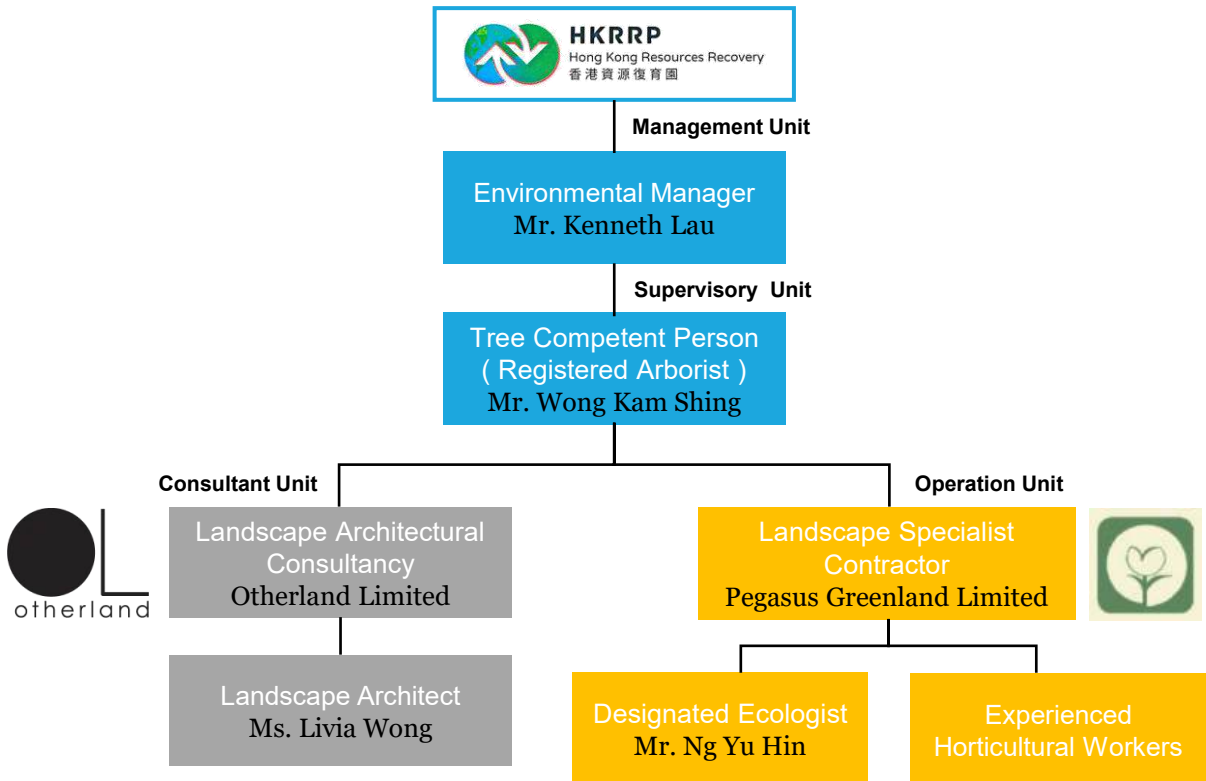 HKRRP
Hong Kong Resources Recovery
香港資源復育園
Management Unit
Environmental Manager
Mr. Kenneth Lau
Supervisory Unit
Tree Competent Person
( Registered Arborist )
Mr. Wong Kam Shing
Consultant Unit
Operation Unit
OL
otherland
Landscape Architectural
Consultancy
Otherland Limited
Landscape Specialist
Contractor
Pegasus Greenland Limited
Landscape Architect
Ms. Livia Wong
Designated Ecologist
Mr. Ng Yu Hin
Experienced
Horticultural Workers